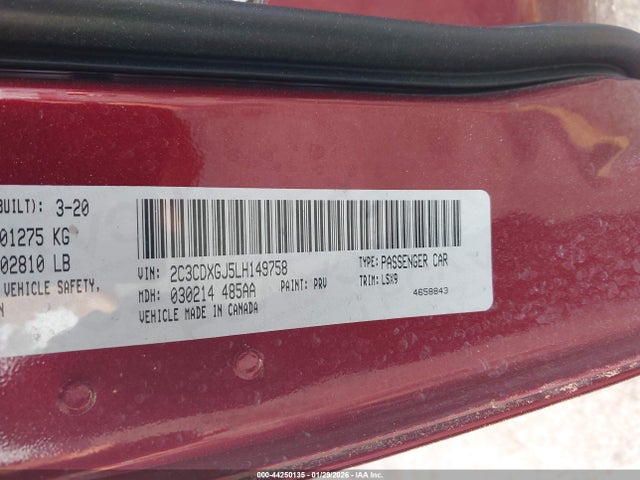 BUILT): 3-20
01275 KG
02810 LB
VEHICLE SAFETY,
N
VIN: 2C3CDXGJ5LH149758
TYPE: PASSENGER CAR
MDH: 030214 485AA PAINT: PRV
TRIM: LSX9
VEHICLE MADE IN CANADA
4658843
000-44250135 - 01/29/2026 - IAA Inc.